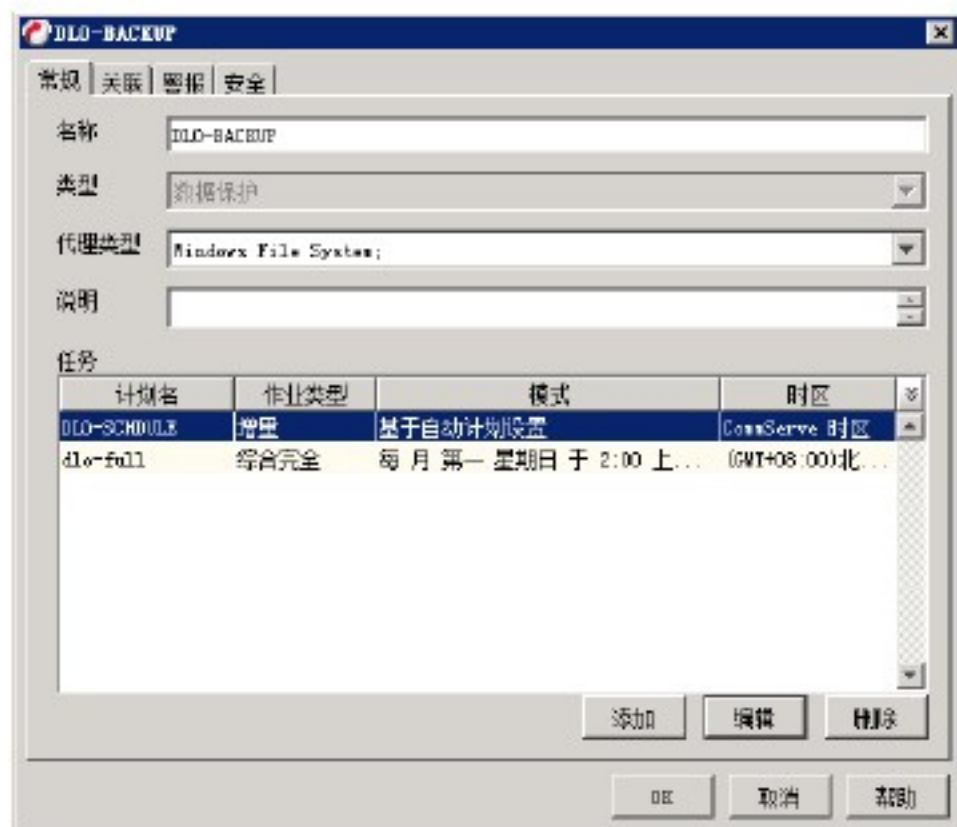 DLO-BACKUP
常规 关联 警报 安全
名称 DLO-BACKUP
类型 数据保护
代理类型 Windows File System;
说明
任务
计划名 作业类型 模式 时区
DLO-SCHDULE 增量 基于自动计划设置 CommServe 时区
dlo-full 综合完全 每 月 第一 星期日 于 2:00 上... (GMT+08:00)北...
添加 编辑 删除
OK 取消 帮助